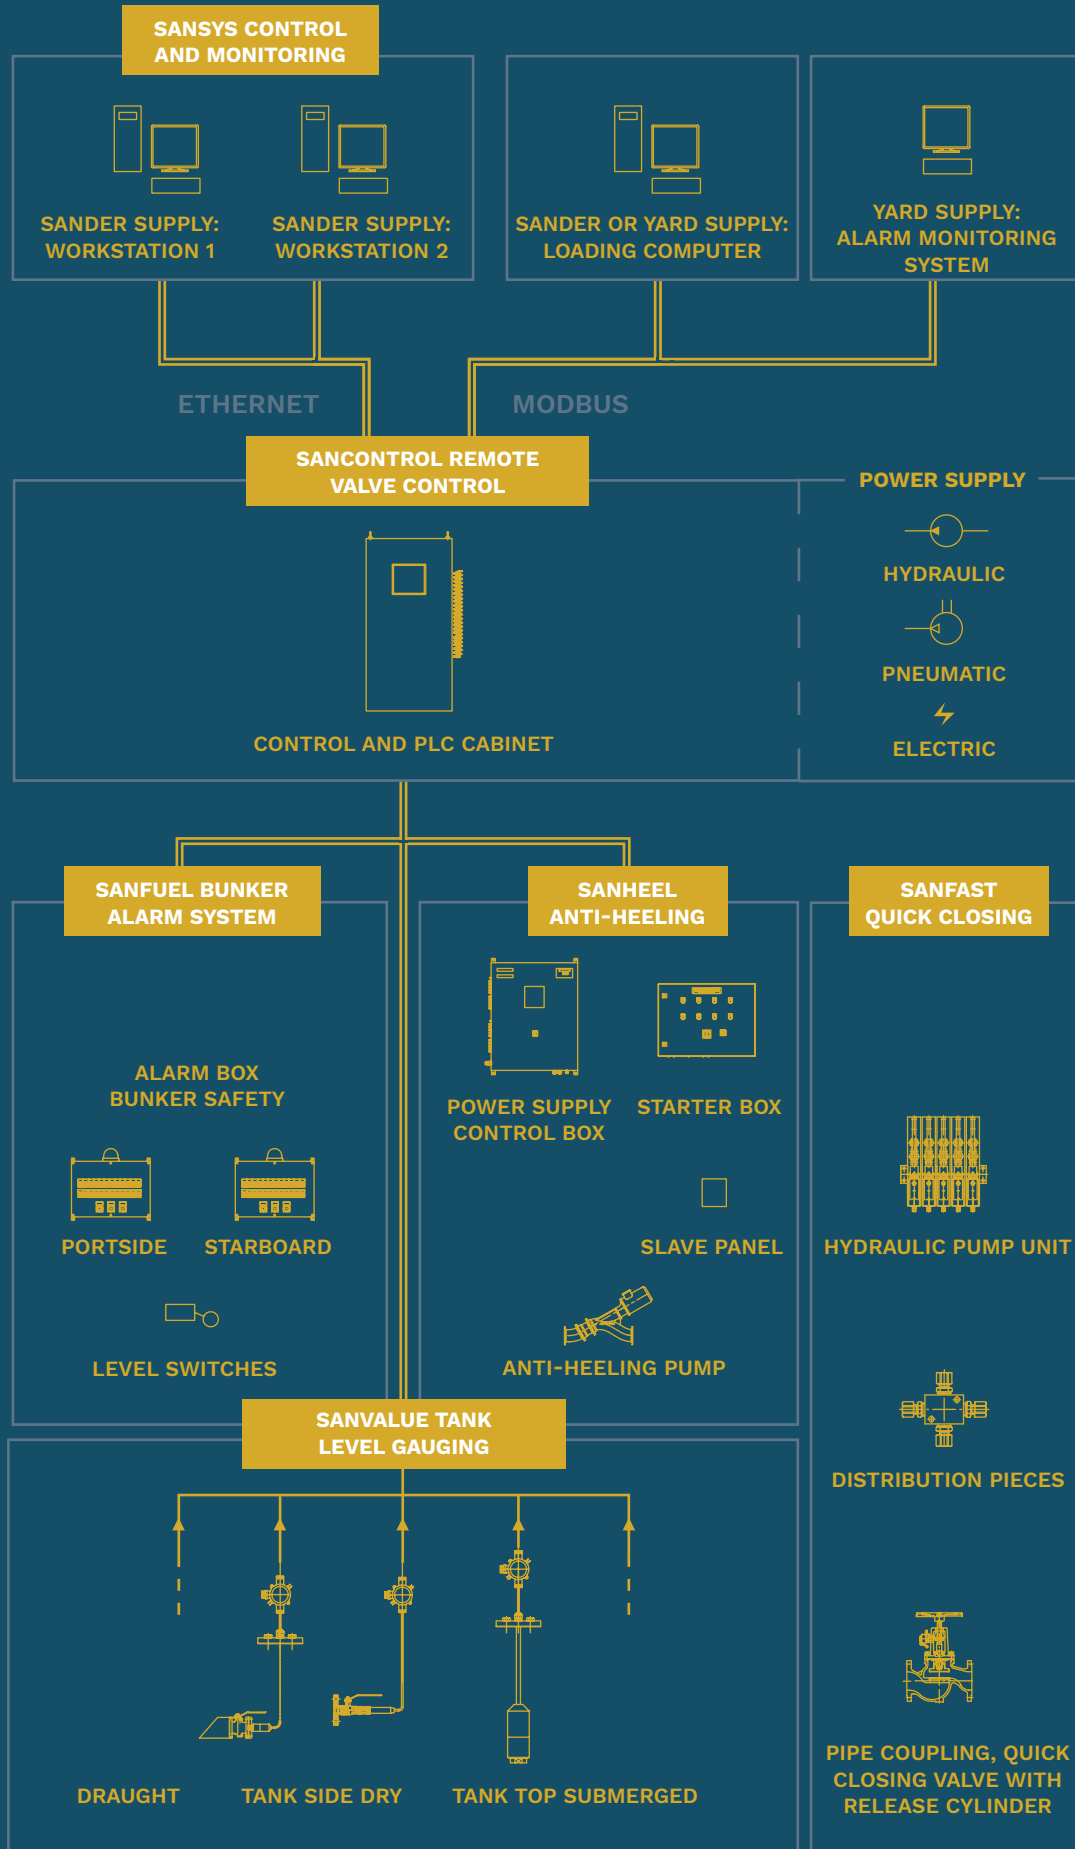 SANSYS CONTROL
AND MONITORING
SANDER SUPPLY:
WORKSTATION 1
SANDER SUPPLY:
WORKSTATION 2
SANDER OR YARD SUPPLY:
LOADING COMPUTER
YARD SUPPLY:
ALARM MONITORING
SYSTEM
ETHERNET
MODBUS
SANCONTROL REMOTE
VALVE CONTROL
CONTROL AND PLC CABINET
POWER SUPPLY
HYDRAULIC
PNEUMATIC
ELECTRIC
SANFUEL BUNKER
ALARM SYSTEM
ALARM BOX
BUNKER SAFETY
PORTSIDE
STARBOARD
LEVEL SWITCHES
SANHEEL
ANTI-HEELING
POWER SUPPLY
CONTROL BOX
STARTER BOX
SLAVE PANEL
ANTI-HEELING PUMP
SANFAST
QUICK CLOSING
HYDRAULIC PUMP UNIT
DISTRIBUTION PIECES
PIPE COUPLING, QUICK
CLOSING VALVE WITH
RELEASE CYLINDER
SANVALUE TANK
LEVEL GAUGING
DRAUGHT
TANK SIDE DRY
TANK TOP SUBMERGED